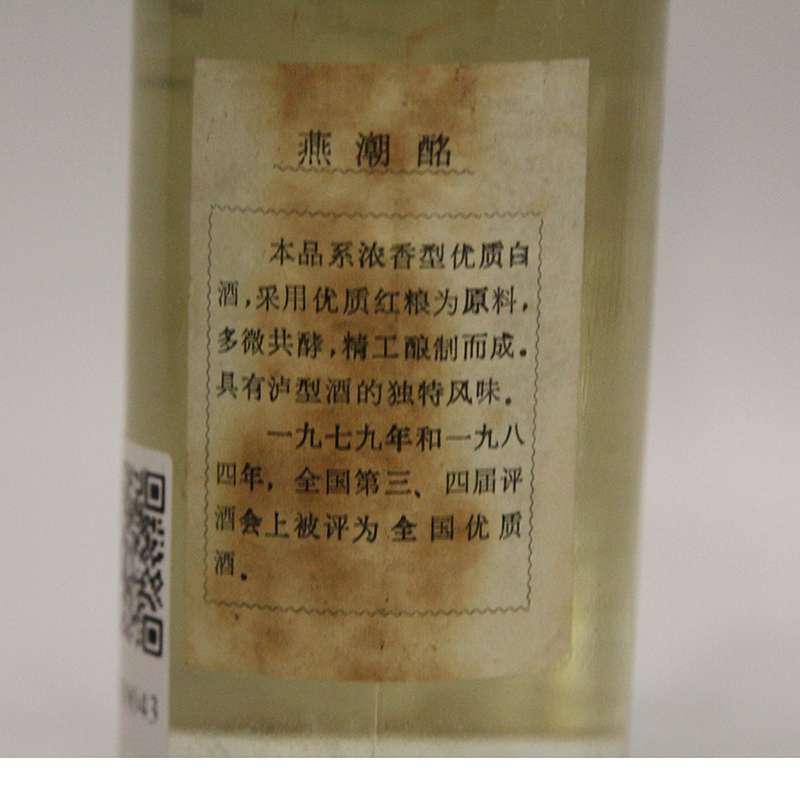 燕潮酩
本品系浓香型优质白
酒,采用优质红粮为原料,
多微共酵,精工酿制而成。
具有泸型酒的独特风味。
一九七九年和一九八
四年,全国第三、四届评
酒会上被评为全国优质
酒。